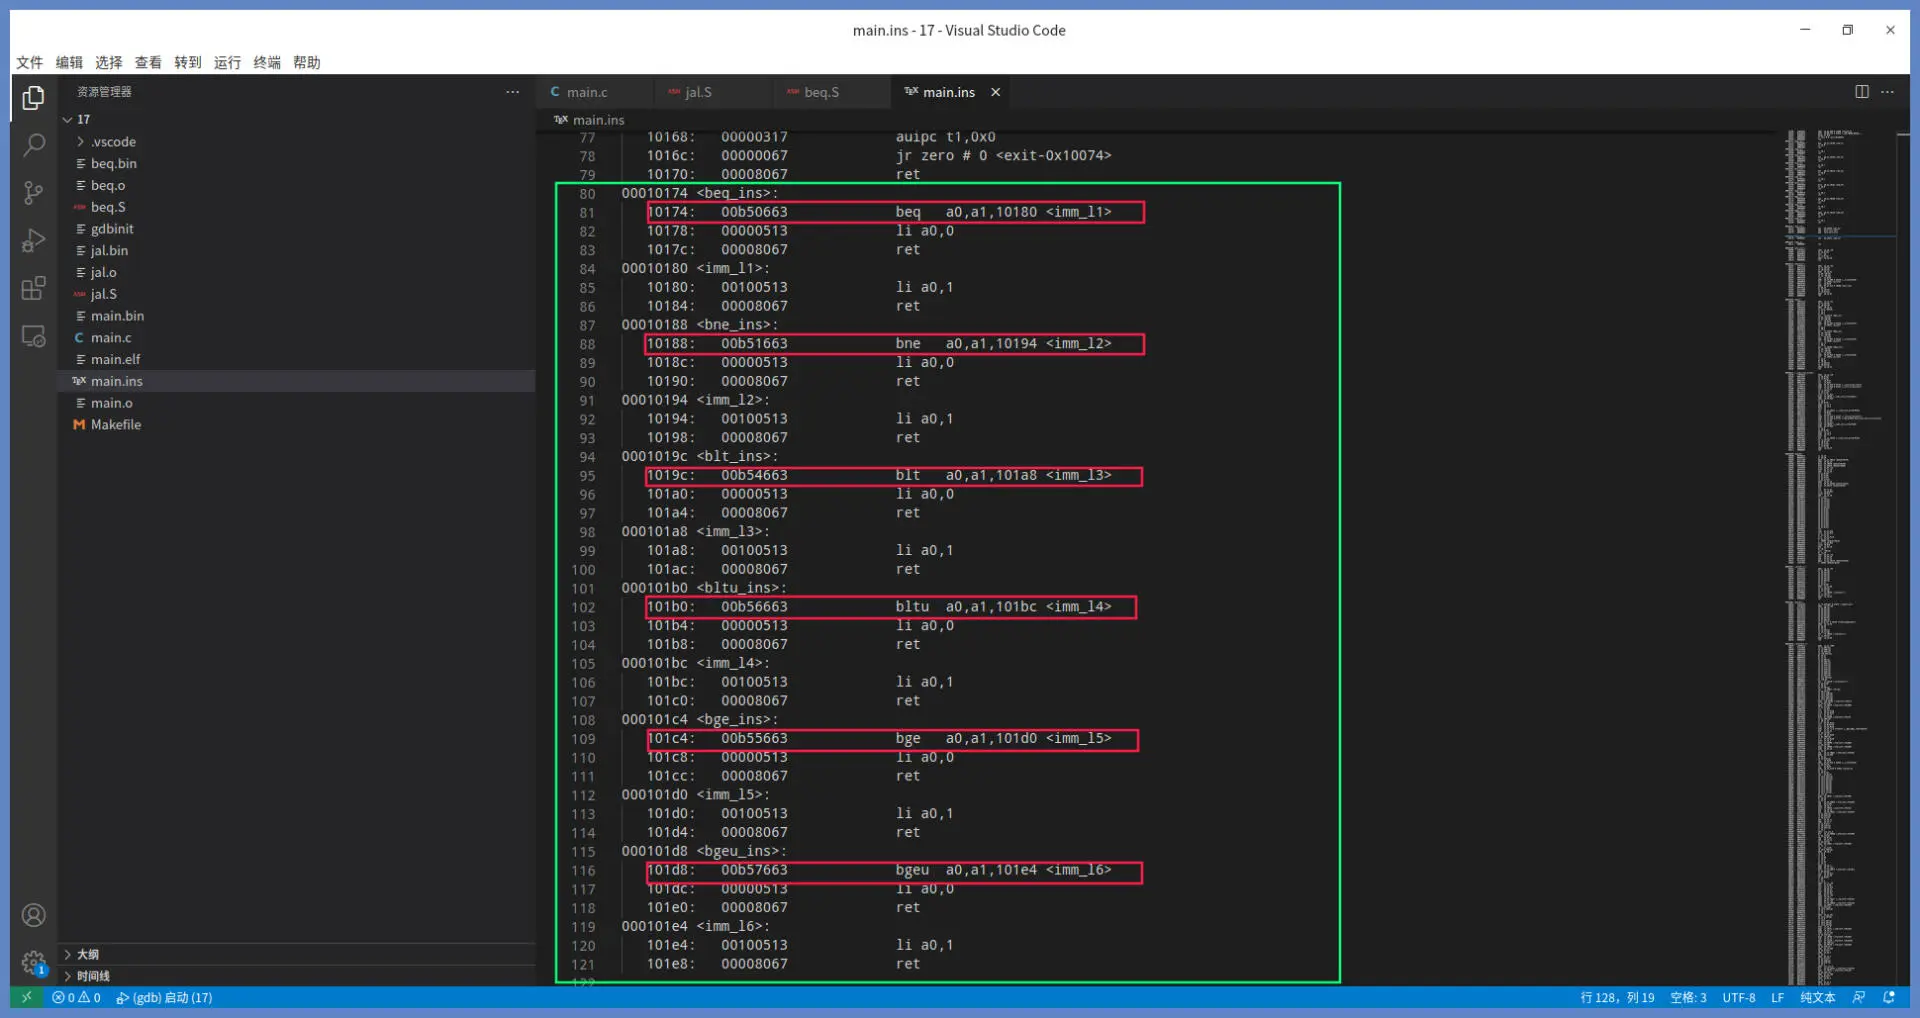 main.ins - 17 - Visual Studio Code
文件 编辑 选择 查看 转到 运行 终端 帮助
资源管理器
17
.vscode
beq.bin
beq.o
beq.S
gdbinit
jal.bin
jal.o
jal.S
main.bin
main.c
main.elf
main.ins
main.o
Makefile
大纲
时间线
main.c jal.S beq.S main.ins
main.ins
77 10168: 00000317 auipc t1,0x0
78 1016c: 00000067 jr zero # 0 <exit-0x10074>
79 10170: 00008067 ret
80 00010174 <beq_ins>:
81 10174: 00b50663 beq a0,a1,10180 <imm_l1>
82 10178: 00000513 li a0,0
83 1017c: 00008067 ret
84 00010180 <imm_l1>:
85 10180: 00100513 li a0,1
86 10184: 00008067 ret
87 00010188 <bne_ins>:
88 10188: 00b51663 bne a0,a1,10194 <imm_l2>
89 1018c: 00000513 li a0,0
90 10190: 00008067 ret
91 00010194 <imm_l2>:
92 10194: 00100513 li a0,1
93 10198: 00008067 ret
94 0001019c <blt_ins>:
95 1019c: 00b54663 blt a0,a1,101a8 <imm_l3>
96 101a0: 00000513 li a0,0
97 101a4: 00008067 ret
98 000101a8 <imm_l3>:
99 101a8: 00100513 li a0,1
100 101ac: 00008067 ret
101 000101b0 <bltu_ins>:
102 101b0: 00b56663 bltu a0,a1,101bc <imm_l4>
103 101b4: 00000513 li a0,0
104 101b8: 00008067 ret
105 000101bc <imm_l4>:
106 101bc: 00100513 li a0,1
107 101c0: 00008067 ret
108 000101c4 <bge_ins>:
109 101c4: 00b55663 bge a0,a1,101d0 <imm_l5>
110 101c8: 00000513 li a0,0
111 101cc: 00008067 ret
112 000101d0 <imm_l5>:
113 101d0: 00100513 li a0,1
114 101d4: 00008067 ret
115 000101d8 <bgeu_ins>:
116 101d8: 00b57663 bgeu a0,a1,101e4 <imm_l6>
117 101dc: 00000513 li a0,0
118 101e0: 00008067 ret
119 000101e4 <imm_l6>:
120 101e4: 00100513 li a0,1
121 101e8: 00008067 ret
1
0 0 (gdb) 启动 (17) 行 128，列 19 空格: 3 UTF-8 LF 纯文本